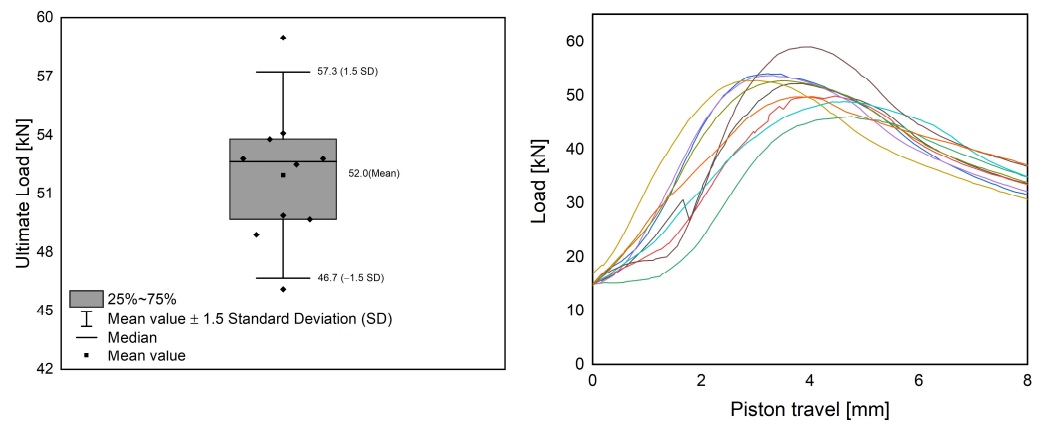 60
57
54
51
48
45
42
Ultimate Load [kN]
57.3 (1.5 SD)
52.0(Mean)
46.7 (−1.5 SD)
25%~75%
Mean value ± 1.5 Standard Deviation (SD)
Median
Mean value
60
50
40
30
20
10
0
Load [kN]
0 2 4 6 8
Piston travel [mm]